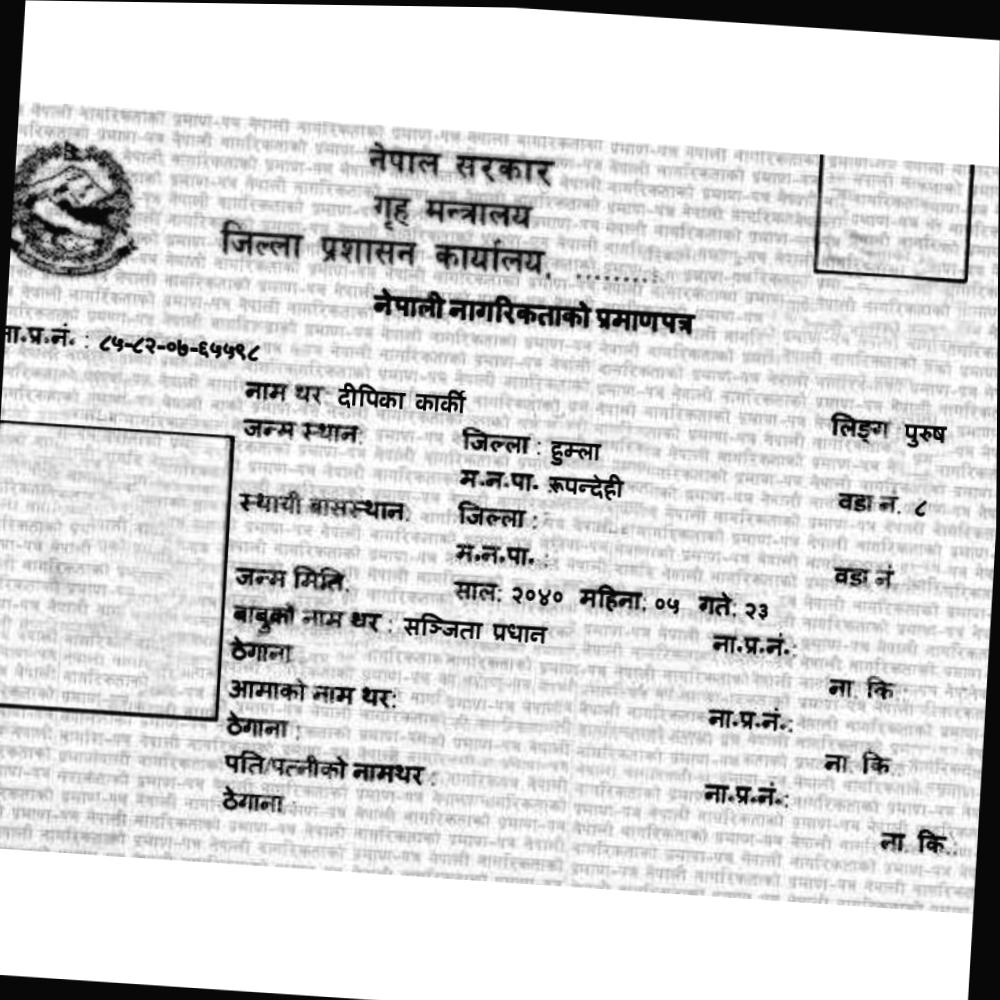 नेपाल सरकार
गृह मन्त्रालय
जिल्ला प्रशासन कार्यालय, .........
नेपाली नागरिकताको प्रमाणपत्र
ना.प्र.नं. : ८५-८२-०७-६५५९८
नाम थर: दीपिका कार्की लिङ्ग पुरुष
जन्म स्थान: जिल्ला : हुम्ला
म.न.पा. रूपन्देही वडा नं. ८
स्थायी बासस्थान: जिल्ला :
म.न.पा. : वडा नं
जन्म मिति: साल: २०४० महिना: ०५ गते: २३
बाबुको नाम थर : सञ्जिता प्रधान ना.प्र.नं.:
ठेगाना ना. कि.:
आमाको नाम थर: ना.प्र.नं.:
ठेगाना : ना. कि.:
पति/पत्नीको नामथर : ना.प्र.नं.:
ठेगाना : ना. कि.: